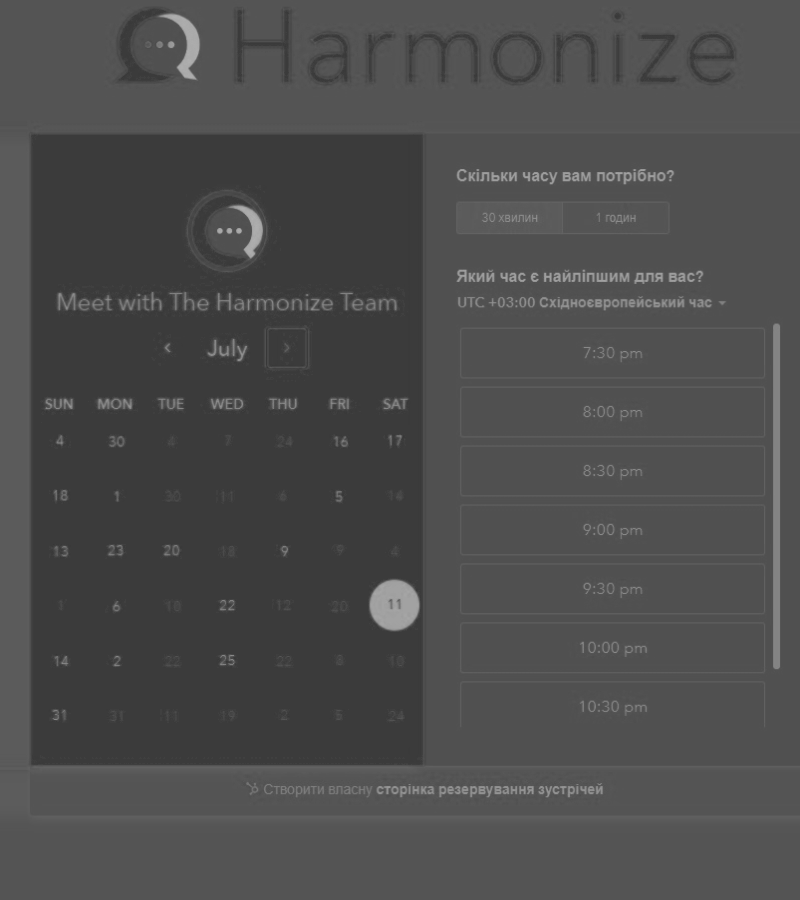 Harmonize
Meet with The Harmonize Team
July
SUN MON TUE WED THU FRI SAT
4 30 4 7 24 16 17
18 1 30 11 6 5 14
13 23 20 18 9 9 4
1 6 18 22 12 20 11
14 2 22 25 22 8 10
31 31 11 19 2 5 24
Скільки часу вам потрібно?
30 хвилин 1 годин
Який час є найліпшим для вас?
UTC +03:00 Східноєвропейський час
7:30 pm
8:00 pm
8:30 pm
9:00 pm
9:30 pm
10:00 pm
10:30 pm
Створити власну сторінка резервування зустрічей